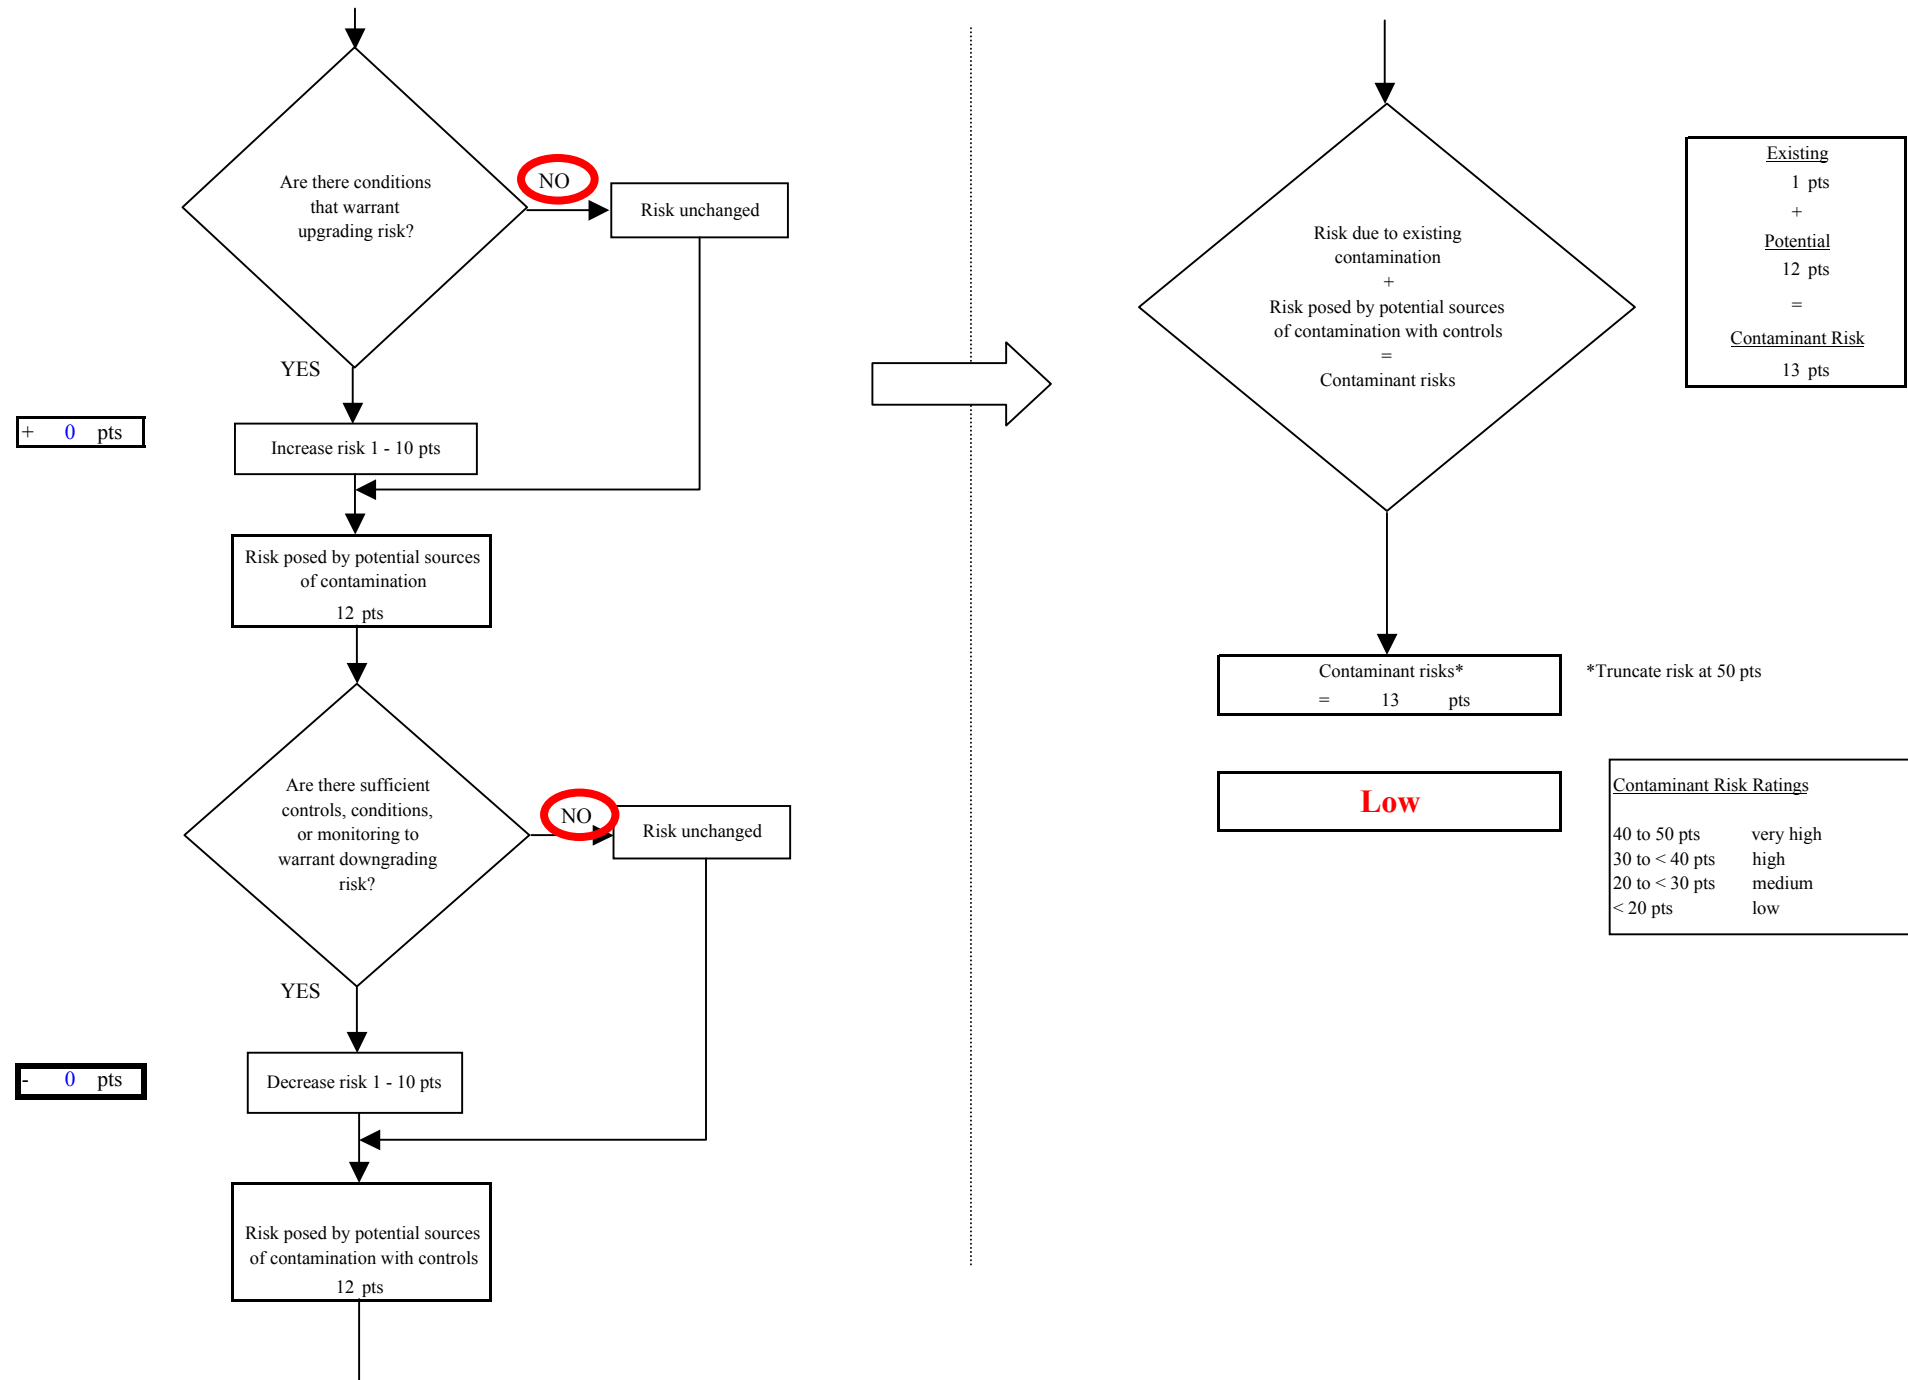 Are there conditions
that warrant
upgrading risk?
NO
Risk unchanged
YES
+ 0 pts
Increase risk 1 - 10 pts
Risk posed by potential sources
of contamination
12 pts
Are there sufficient
controls, conditions,
or monitoring to
warrant downgrading
risk?
NO
Risk unchanged
YES
- 0 pts
Decrease risk 1 - 10 pts
Risk posed by potential sources
of contamination with controls
12 pts
Risk due to existing
contamination
+
Risk posed by potential sources
of contamination with controls
=
Contaminant risks
Existing
1 pts
+
Potential
12 pts
=
Contaminant Risk
13 pts
Contaminant risks*
= 13 pts
*Truncate risk at 50 pts
Low
Contaminant Risk Ratings
40 to 50 pts very high
30 to < 40 pts high
20 to < 30 pts medium
< 20 pts low